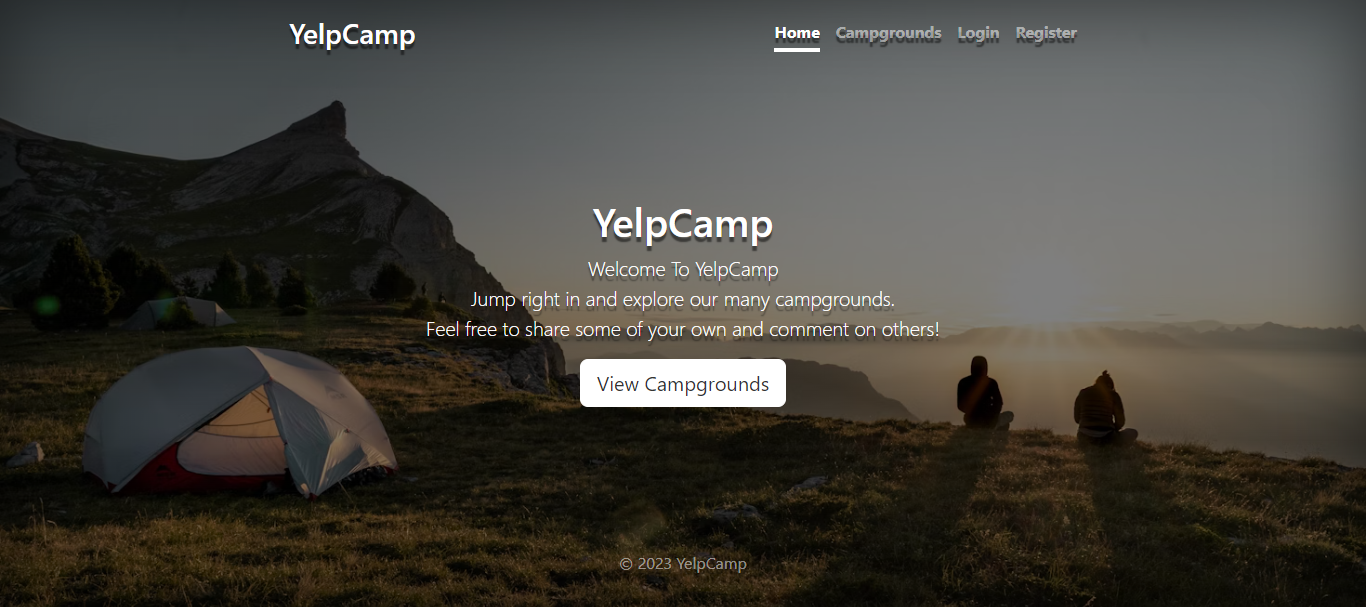 YelpCamp
Home Campgrounds Login Register
YelpCamp
Welcome To YelpCamp
Jump right in and explore our many campgrounds.
Feel free to share some of your own and comment on others!
View Campgrounds
© 2023 YelpCamp